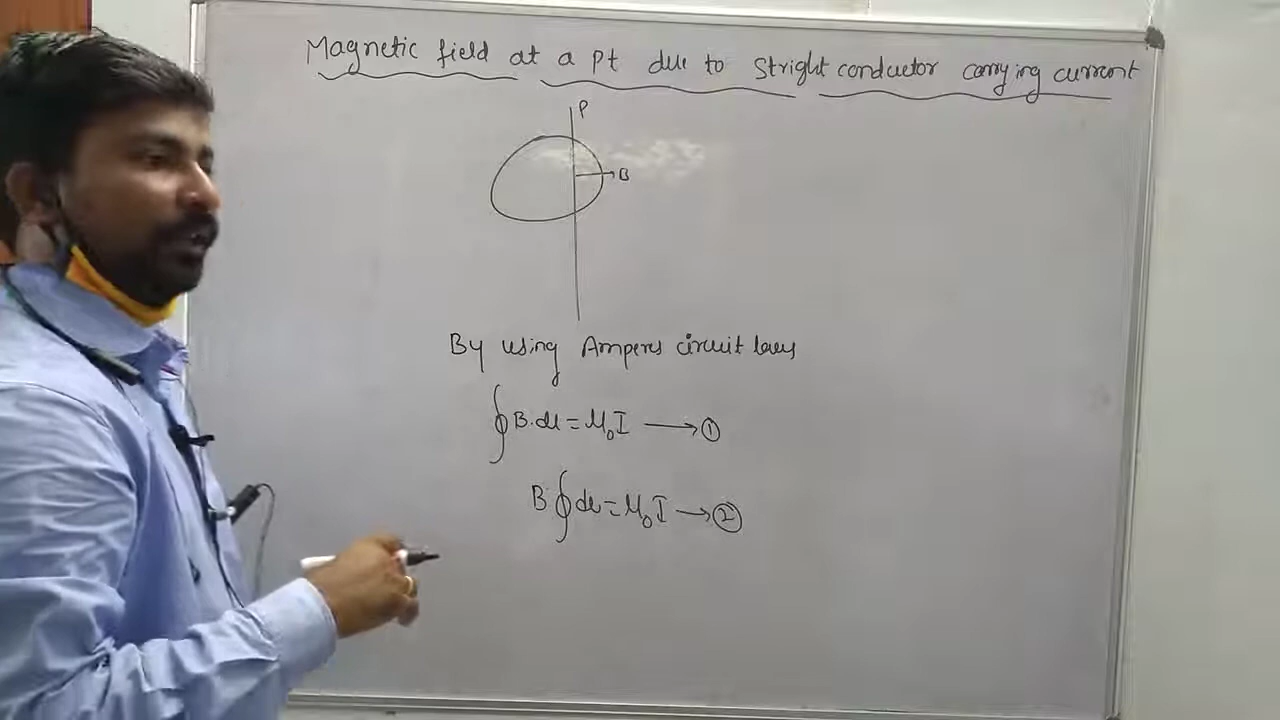 Magnetic field at a pt due to Stright conductor carrying current
P
B
By using Amperes circuit laws
∮B.dl = μ₀I ⟶ ①
B∮dl = μ₀I ⟶ ②